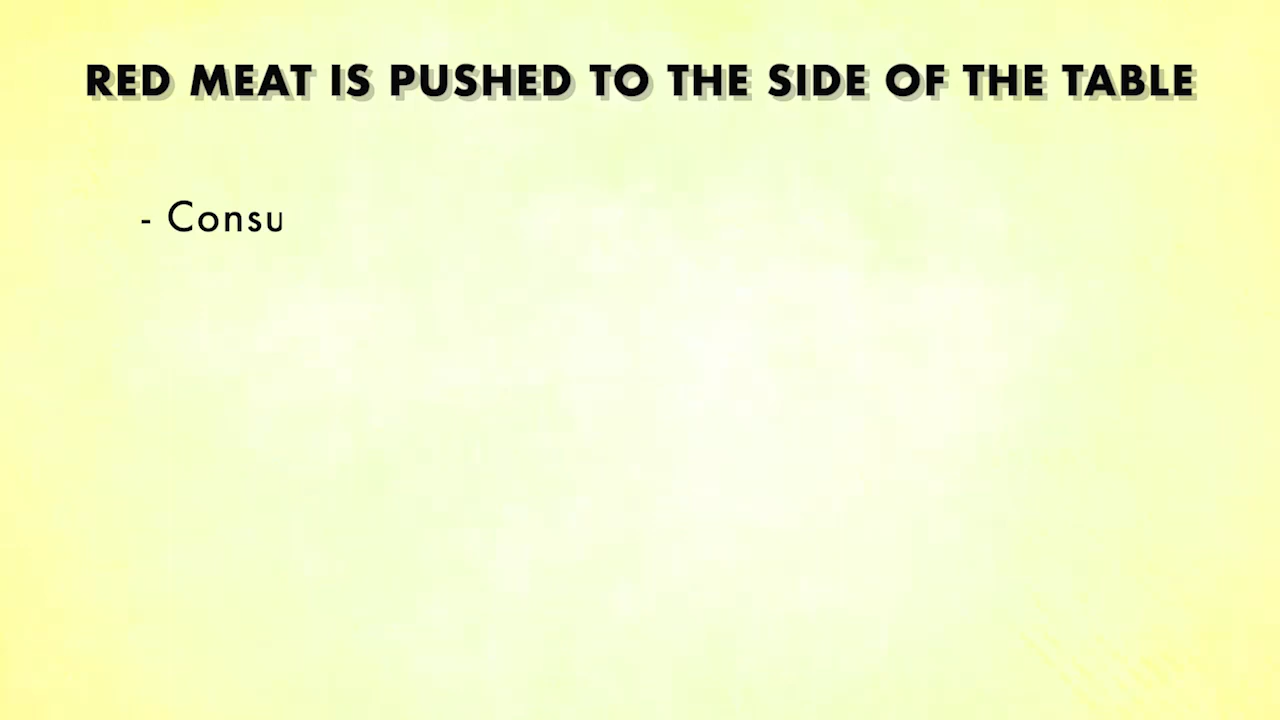 RED MEAT IS PUSHED TO THE SIDE OF THE TABLE
- Consu